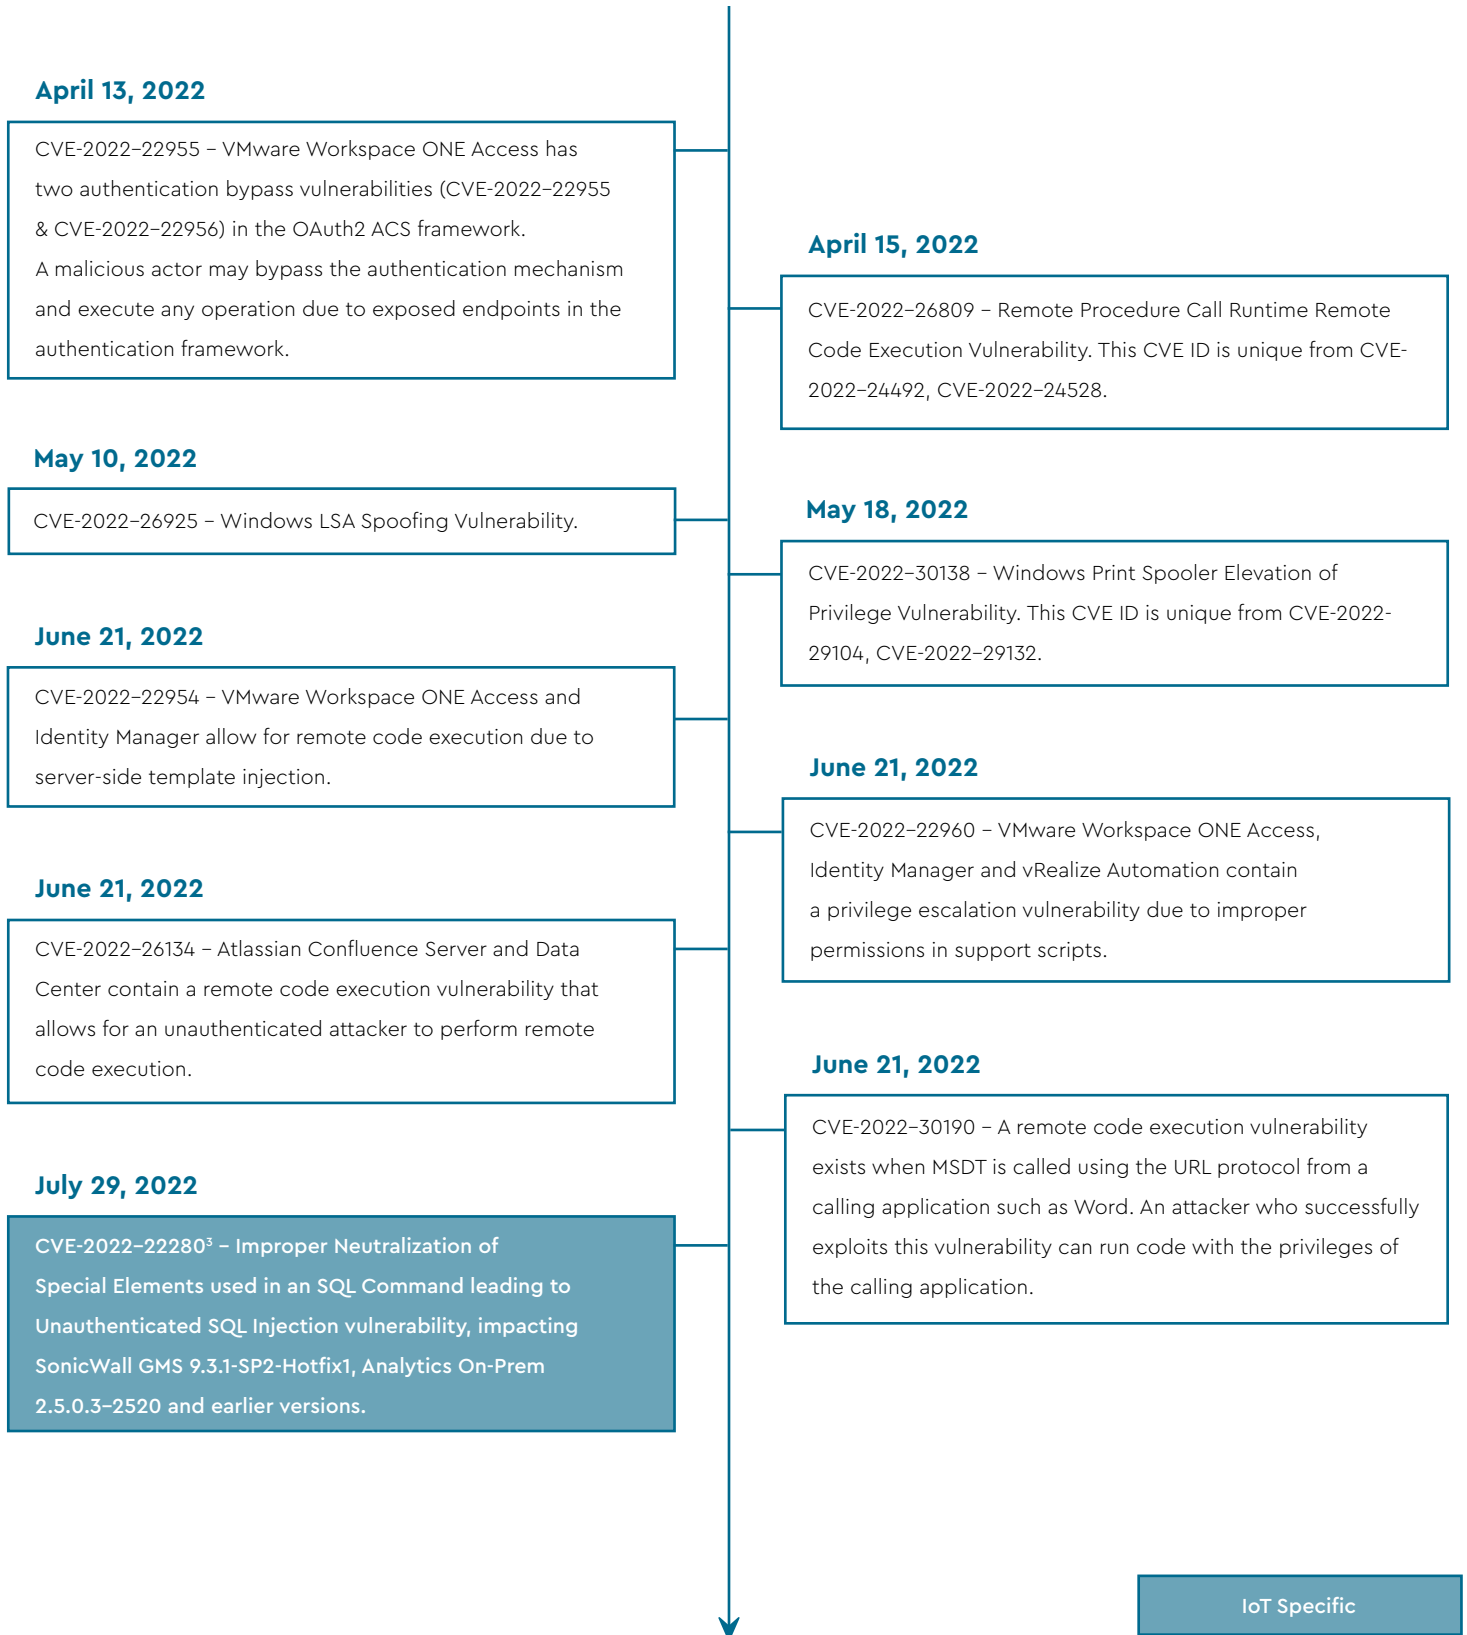 April 13, 2022
CVE-2022-22955 – VMware Workspace ONE Access has
two authentication bypass vulnerabilities (CVE-2022-22955
& CVE-2022-22956) in the OAuth2 ACS framework.
A malicious actor may bypass the authentication mechanism
and execute any operation due to exposed endpoints in the
authentication framework.
April 15, 2022
CVE-2022-26809 – Remote Procedure Call Runtime Remote
Code Execution Vulnerability. This CVE ID is unique from CVE-
2022-24492, CVE-2022-24528.
May 10, 2022
CVE-2022-26925 – Windows LSA Spoofing Vulnerability.
May 18, 2022
CVE-2022-30138 – Windows Print Spooler Elevation of
Privilege Vulnerability. This CVE ID is unique from CVE-2022-
29104, CVE-2022-29132.
June 21, 2022
CVE-2022-22954 – VMware Workspace ONE Access and
Identity Manager allow for remote code execution due to
server-side template injection.
June 21, 2022
CVE-2022-22960 – VMware Workspace ONE Access,
Identity Manager and vRealize Automation contain
a privilege escalation vulnerability due to improper
permissions in support scripts.
June 21, 2022
CVE-2022-26134 – Atlassian Confluence Server and Data
Center contain a remote code execution vulnerability that
allows for an unauthenticated attacker to perform remote
code execution.
June 21, 2022
CVE-2022-30190 – A remote code execution vulnerability
exists when MSDT is called using the URL protocol from a
calling application such as Word. An attacker who successfully
exploits this vulnerability can run code with the privileges of
the calling application.
July 29, 2022
CVE-2022-22280³ – Improper Neutralization of
Special Elements used in an SQL Command leading to
Unauthenticated SQL Injection vulnerability, impacting
SonicWall GMS 9.3.1-SP2-Hotfix1, Analytics On-Prem
2.5.0.3-2520 and earlier versions.
IoT Specific